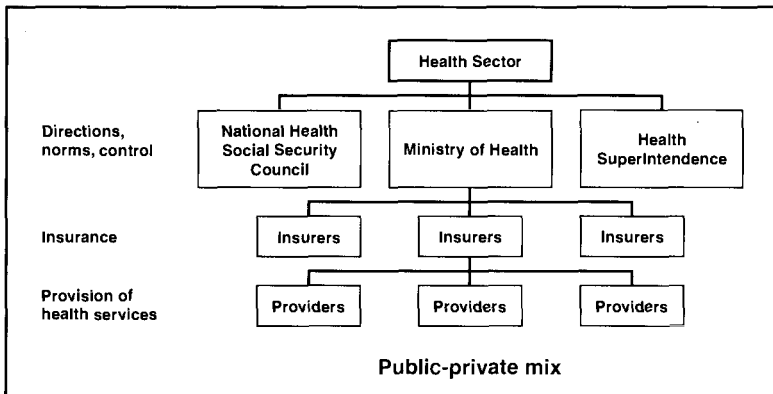 Health Sector
Directions,
norms, control
National Health
Social Security
Council
Ministry of Health
Health
SuperIntendence
Insurance
Insurers
Insurers
Insurers
Provision of
health services
Providers
Providers
Providers
Public-private mix